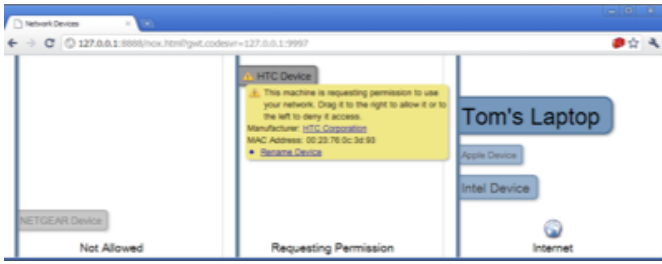 Network Devices
127.0.0.1:8888/nox.html?gwt.codesvr=127.0.0.1:9997
HTC Device
This machine is requesting permission to use
your network. Drag it to the right to allow it or to
the left to deny it access.
Manufacturer: HTC Corporation
MAC Address: 00:23:76:0c:3d:93
• Rename Device
Tom's Laptop
Apple Device
Intel Device
NETGEAR Device
Not Allowed
Requesting Permission
Internet